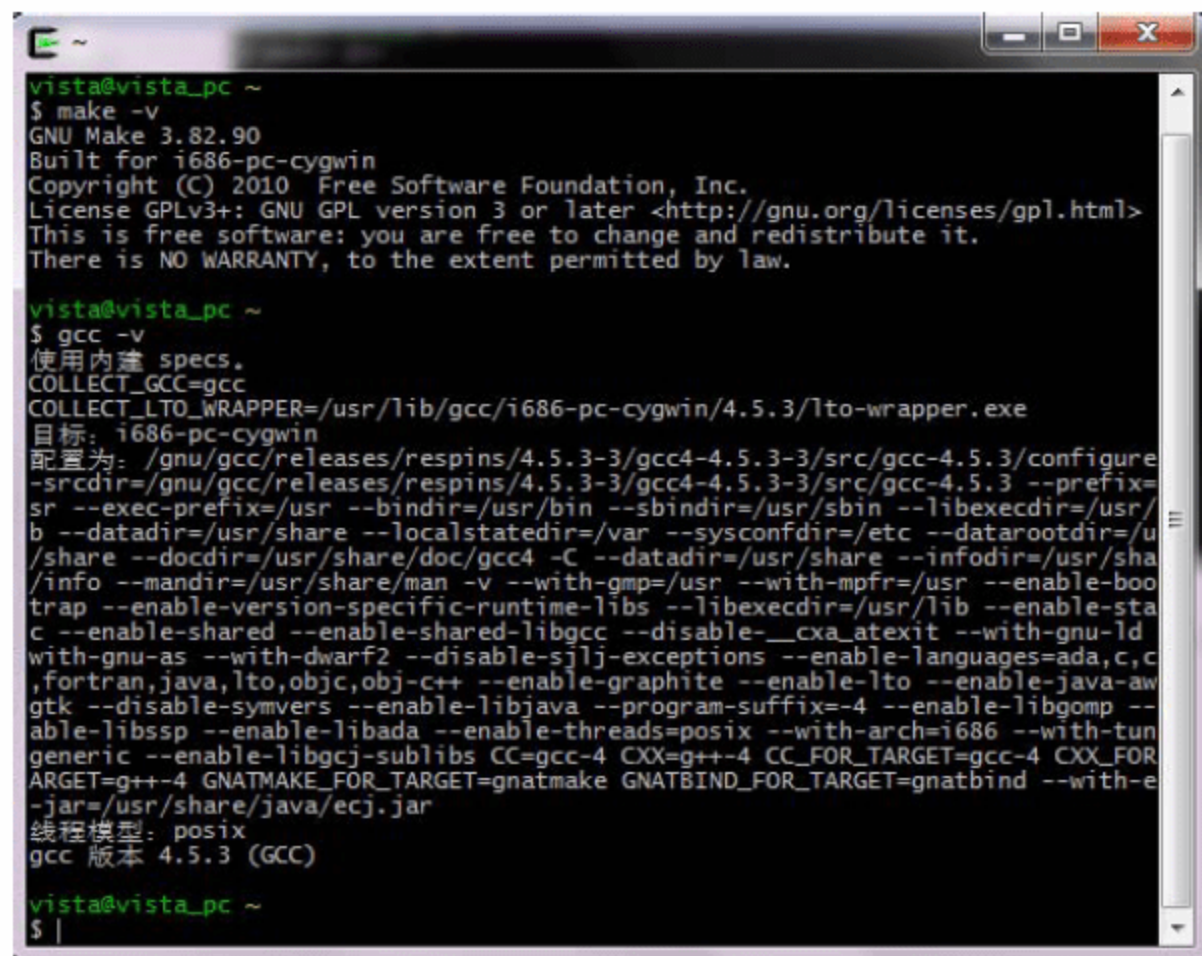 ~
vista@vista_pc ~
$ make -v
GNU Make 3.82.90
Built for i686-pc-cygwin
Copyright (C) 2010  Free Software Foundation, Inc.
License GPLv3+: GNU GPL version 3 or later <http://gnu.org/licenses/gpl.html>
This is free software: you are free to change and redistribute it.
There is NO WARRANTY, to the extent permitted by law.
vista@vista_pc ~
$ gcc -v
使用内建 specs。
COLLECT_GCC=gcc
COLLECT_LTO_WRAPPER=/usr/lib/gcc/i686-pc-cygwin/4.5.3/lto-wrapper.exe
目标：i686-pc-cygwin
配置为：/gnu/gcc/releases/respins/4.5.3-3/gcc4-4.5.3-3/src/gcc-4.5.3/configure
-srcdir=/gnu/gcc/releases/respins/4.5.3-3/gcc4-4.5.3-3/src/gcc-4.5.3 --prefix=
sr --exec-prefix=/usr --bindir=/usr/bin --sbindir=/usr/sbin --libexecdir=/usr/
b --datadir=/usr/share --localstatedir=/var --sysconfdir=/etc --datarootdir=/u
/share --docdir=/usr/share/doc/gcc4 -C --datadir=/usr/share --infodir=/usr/sha
/info --mandir=/usr/share/man -v --with-gmp=/usr --with-mpfr=/usr --enable-boo
trap --enable-version-specific-runtime-libs --libexecdir=/usr/lib --enable-sta
c --enable-shared --enable-shared-libgcc --disable-__cxa_atexit --with-gnu-ld
with-gnu-as --with-dwarf2 --disable-sjlj-exceptions --enable-languages=ada,c,c
,fortran,java,lto,objc,obj-c++ --enable-graphite --enable-lto --enable-java-aw
gtk --disable-symvers --enable-libjava --program-suffix=-4 --enable-libgomp --
able-libssp --enable-libada --enable-threads=posix --with-arch=i686 --with-tun
generic --enable-libgcj-sublibs CC=gcc-4 CXX=g++-4 CC_FOR_TARGET=gcc-4 CXX_FOR
ARGET=g++-4 GNATMAKE_FOR_TARGET=gnatmake GNATBIND_FOR_TARGET=gnatbind --with-e
-jar=/usr/share/java/ecj.jar
线程模型：posix
gcc 版本 4.5.3 (GCC)
vista@vista_pc ~
$